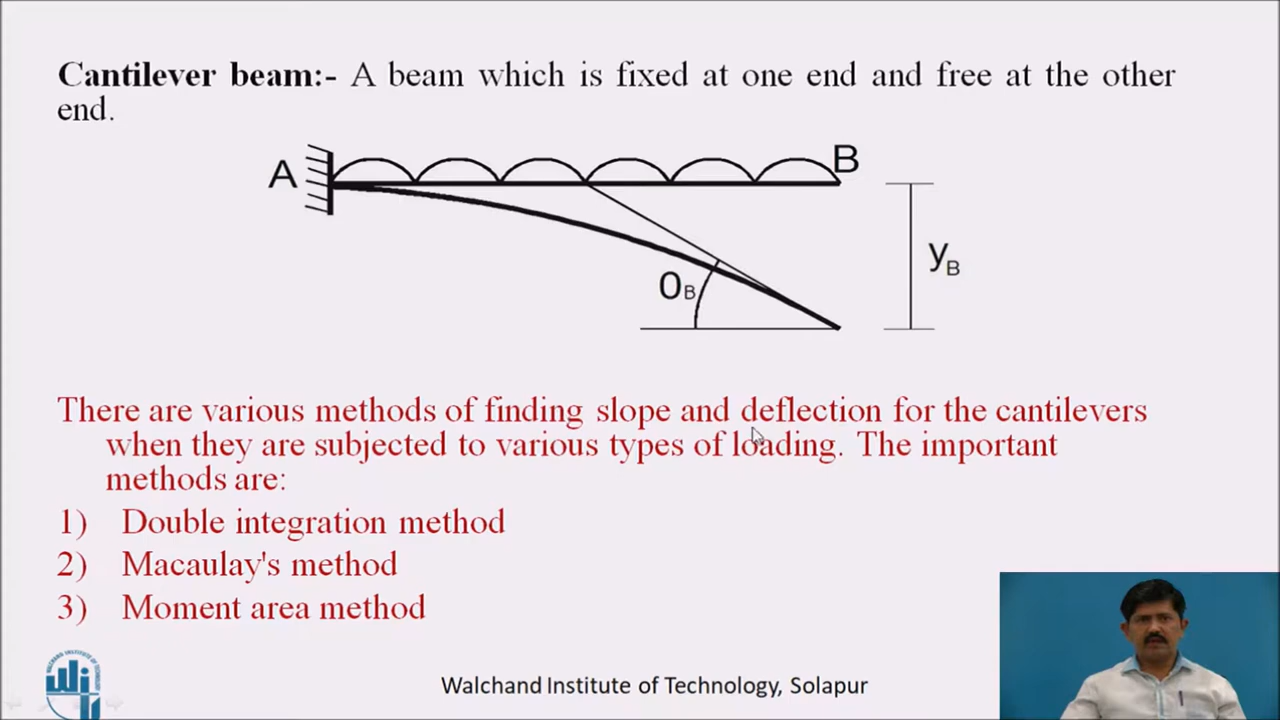 Cantilever beam:- A beam which is fixed at one end and free at the other
end.
A
B
0B
yB
There are various methods of finding slope and deflection for the cantilevers
when they are subjected to various types of loading. The important
methods are:
1) Double integration method
2) Macaulay's method
3) Moment area method
Walchand Institute of Technology, Solapur